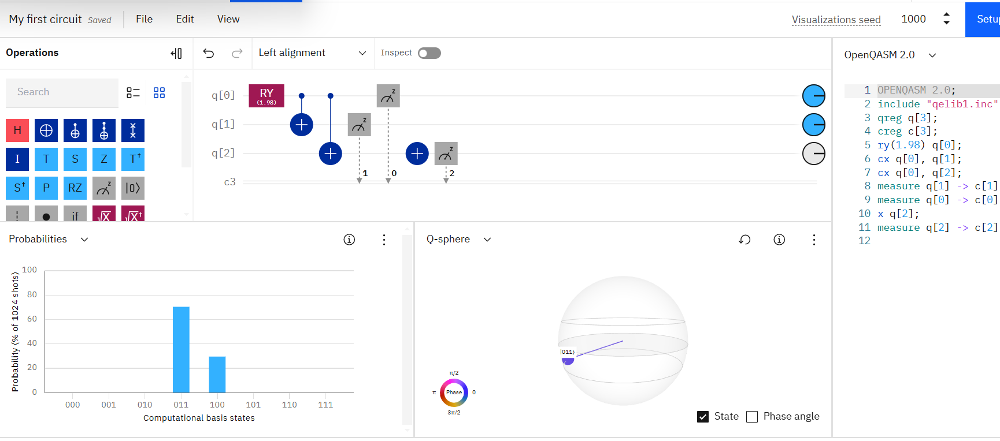 My first circuit Saved File Edit View Visualizations seed 1000 Setu
Operations Left alignment Inspect OpenQASM 2.0
Search
H
I T S Z T†
S† P RZ z |0⟩
if √X √X†
q[0] RY (1.98) z
q[1] z
q[2] z
1 0 2
c3
1 OPENQASM 2.0;
2 include "qelib1.inc"
3 qreg q[3];
4 creg c[3];
5 ry(1.98) q[0];
6 cx q[0], q[1];
7 cx q[0], q[2];
8 measure q[1] -> c[1]
9 measure q[0] -> c[0]
10 x q[2];
11 measure q[2] -> c[2]
12
Probabilities
Probability (% of 1024 shots)
100
80
60
40
20
0
000 001 010 011 100 101 110 111
Computational basis states
Q-sphere
|011⟩
π/2
π Phase 0
3π/2
State Phase angle